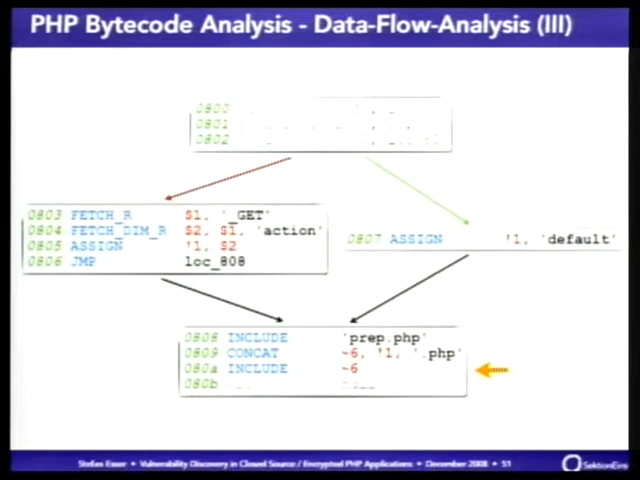 PHP Bytecode Analysis - Data-Flow-Analysis (III)
0800
0801
0802
0803 FETCH_R $1, '_GET'
0804 FETCH_DIM_R $2, $1, 'action'
0805 ASSIGN !1, $2
0806 JMP loc_808
0807 ASSIGN !1, 'default'
0808 INCLUDE 'prep.php'
0809 CONCAT ~6, !1, '.php'
080a INCLUDE ~6
080b
Stefan Esser • Vulnerability Discovery in Closed Source / Encrypted PHP Applications • December 2008 • 51
SektionEins